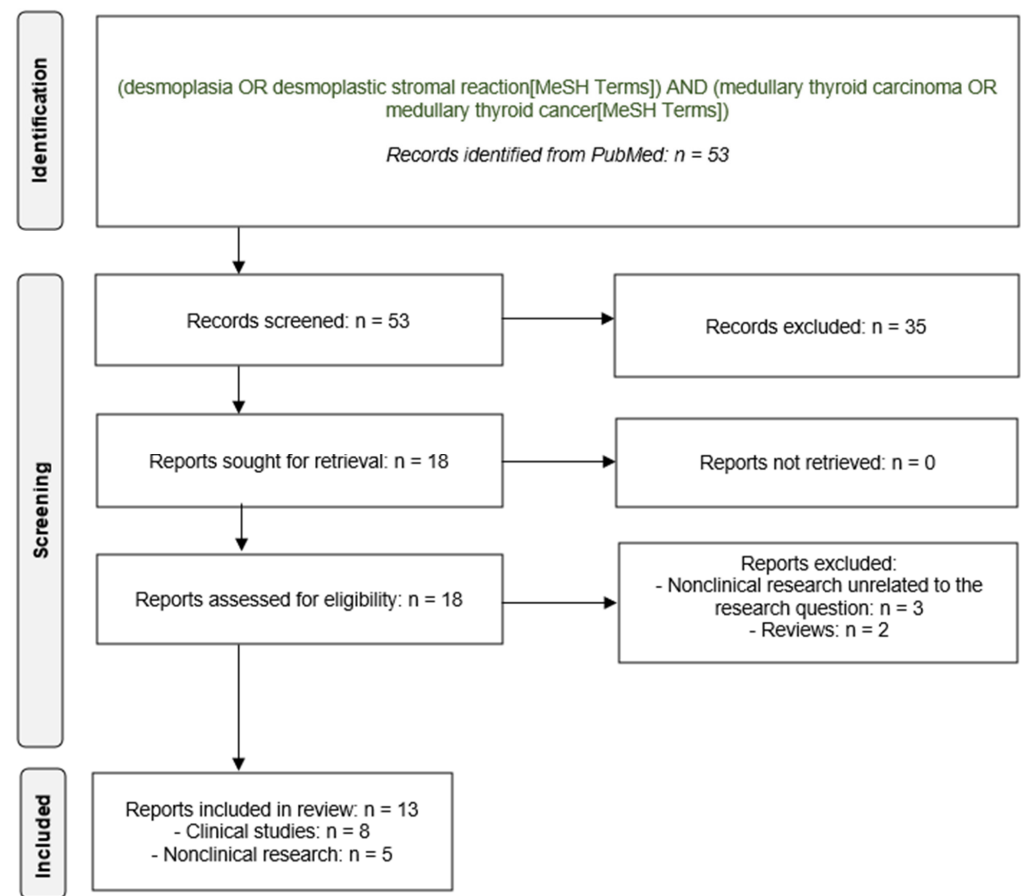 Identification
(desmoplasia OR desmoplastic stromal reaction[MeSH Terms]) AND (medullary thyroid carcinoma OR
medullary thyroid cancer[MeSH Terms])
Records identified from PubMed: n = 53
Screening
Records screened: n = 53
Records excluded: n = 35
Reports sought for retrieval: n = 18
Reports not retrieved: n = 0
Reports assessed for eligibility: n = 18
Reports excluded:
- Nonclinical research unrelated to the
research question: n = 3
- Reviews: n = 2
Included
Reports included in review: n = 13
- Clinical studies: n = 8
- Nonclinical research: n = 5